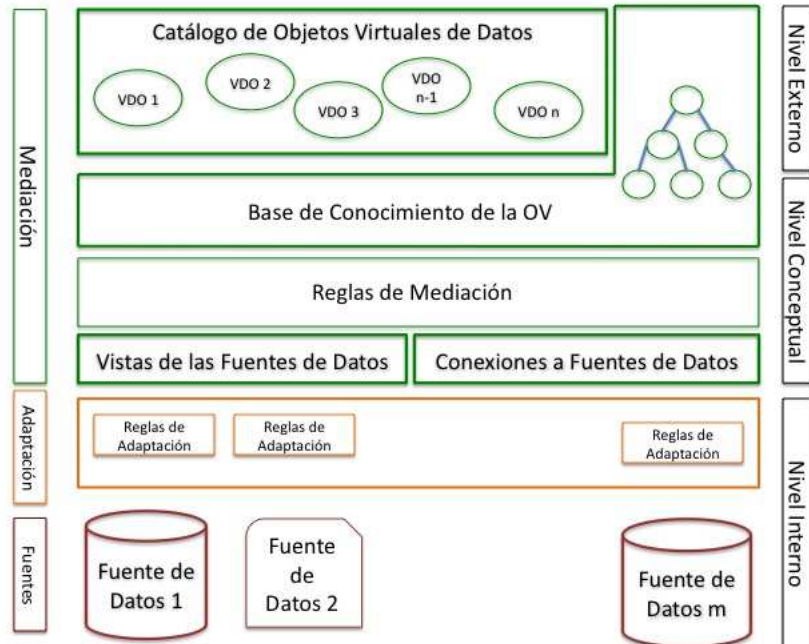 Catálogo de Objetos Virtuales de Datos
VDO 1
VDO 2
VDO 3
VDO
n-1
VDO n
Base de Conocimiento de la OV
Reglas de Mediación
Vistas de las Fuentes de Datos
Conexiones a Fuentes de Datos
Reglas de
Adaptación
Reglas de
Adaptación
Reglas de
Adaptación
Fuente de
Datos 1
Fuente
de
Datos 2
Fuente de
Datos m
Mediación
Adaptación
Fuentes
Nivel Externo
Nivel Conceptual
Nivel Interno